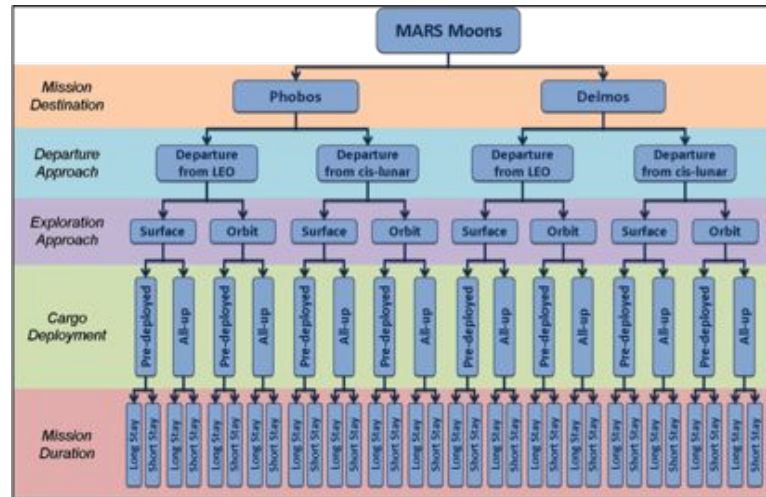 MARS Moons
Mission
Destination
Phobos
Deimos
Departure
Approach
Departure
from LEO
Departure
from cis-lunar
Departure
from LEO
Departure
from cis-lunar
Exploration
Approach
Surface
Orbit
Surface
Orbit
Surface
Orbit
Surface
Orbit
Cargo
Deployment
Pre-deployed
All-up
Pre-deployed
All-up
Pre-deployed
All-up
Pre-deployed
All-up
Pre-deployed
All-up
Pre-deployed
All-up
Pre-deployed
All-up
Pre-deployed
All-up
Mission
Duration
Long Stay
Short Stay
Long Stay
Short Stay
Long Stay
Short Stay
Long Stay
Short Stay
Long Stay
Short Stay
Long Stay
Short Stay
Long Stay
Short Stay
Long Stay
Short Stay
Long Stay
Short Stay
Long Stay
Short Stay
Long Stay
Short Stay
Long Stay
Short Stay
Long Stay
Short Stay
Long Stay
Short Stay
Long Stay
Short Stay
Long Stay
Short Stay